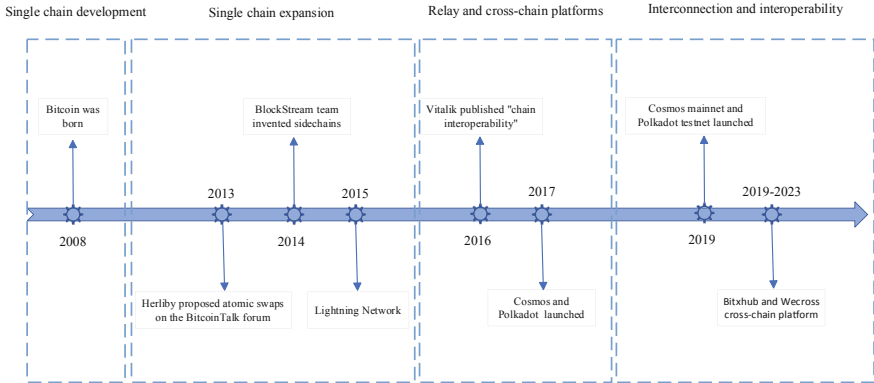 Single chain development
Single chain expansion
Relay and cross-chain platforms
Interconnection and interoperability
Bitcoin was
born
BlockStream team
invented sidechains
Vitalik published "chain
interoperability"
Cosmos mainnet and
Polkadot testnet launched
2013
2015
2017
2019-2023
2008
2014
2016
2019
Herliby proposed atomic swaps
on the BitcoinTalk forum
Lightning Network
Cosmos and
Polkadot launched
Bitxhub and Wecross
cross-chain platform